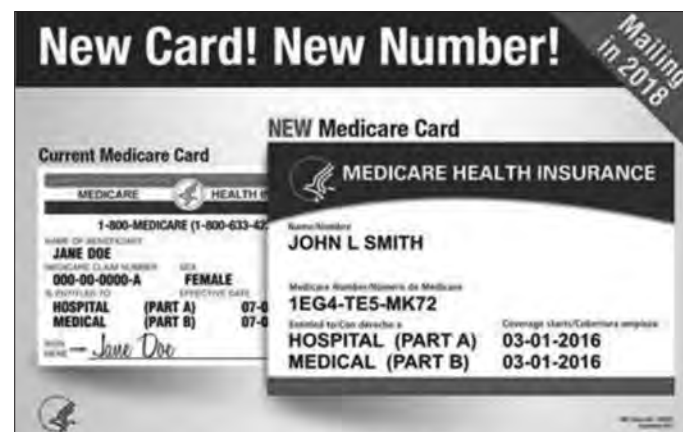 New Card! New Number!
Mailing
in 2018
Current Medicare Card
MEDICARE HEALTH
1-800-MEDICARE (1-800-633-42
NAME OF BENEFICIARY
JANE DOE
MEDICARE CLAIM NUMBER SEX
000-00-0000-A FEMALE
IS ENTITLED TO EFFECTIVE DATE
HOSPITAL (PART A) 07-0
MEDICAL (PART B) 07-0
SIGN
HERE
Jane Doe
NEW Medicare Card
MEDICARE HEALTH INSURANCE
Name/Nombre
JOHN L SMITH
Medicare Number/Número de Medicare
1EG4-TE5-MK72
Entitled to/Con derecho a Coverage starts/Cobertura empieza
HOSPITAL (PART A) 03-01-2016
MEDICAL (PART B) 03-01-2016